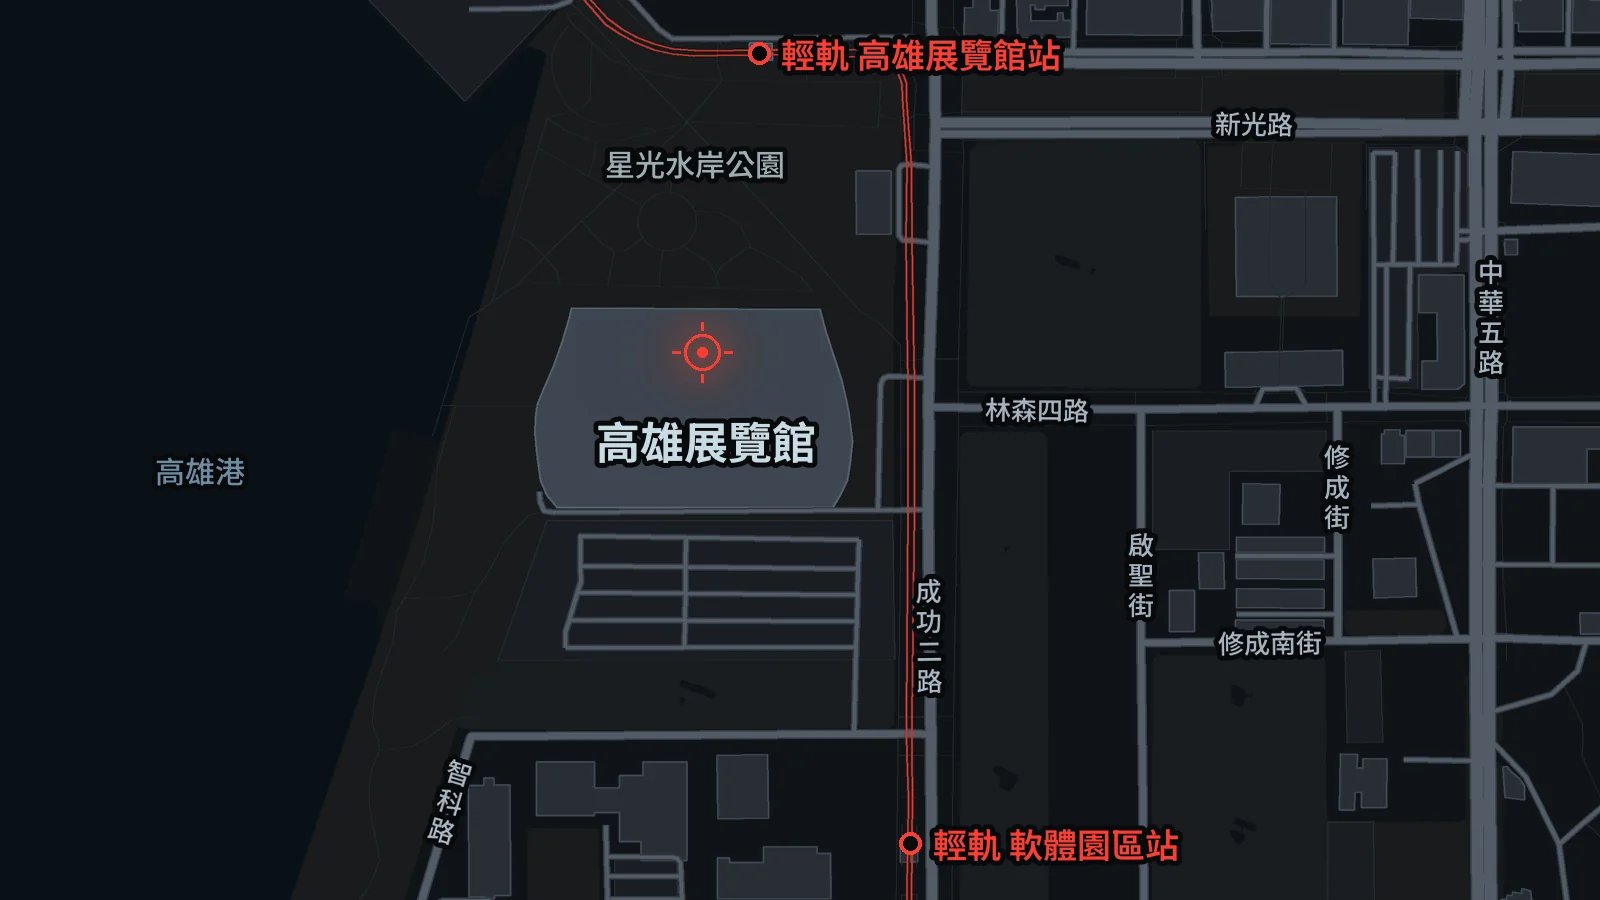 輕軌 高雄展覽館站
新光路
星光水岸公園
中華五路
林森四路
高雄展覽館
修成街
高雄港
啟聖街
成功二路
修成南街
智科路
輕軌 軟體園區站